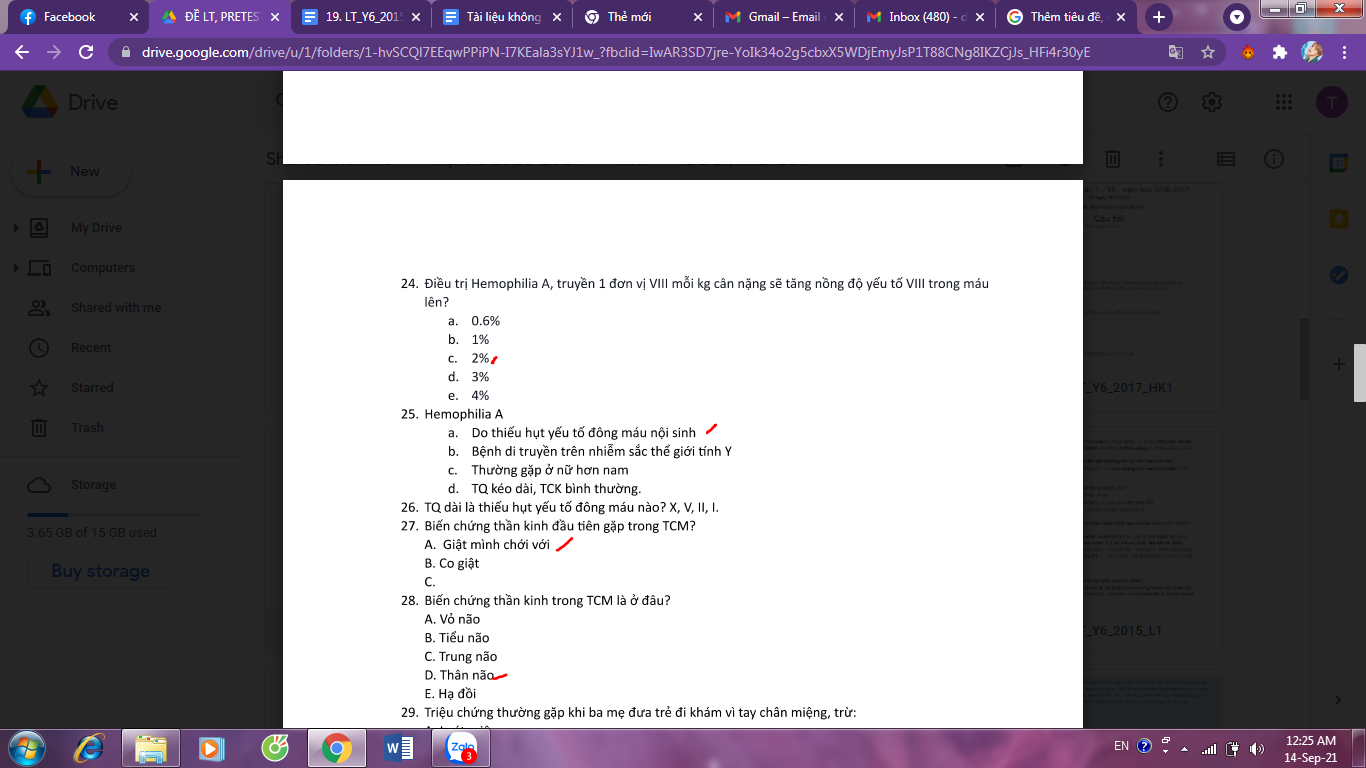 Facebook
ĐỀ LT, PRETES
19. LT_Y6_201
Tài liệu không
Thẻ mới
Gmail – Email
Inbox (480) - d
Thêm tiêu đề,
drive.google.com/drive/u/1/folders/1-hvSCQI7EEqwPPiPN-I7KEala3sYJ1w_?fbclid=IwAR3SD7jre-YoIk34o2g5cbxX5WDjEmyJsP1T88CNg8IKZCjJs_HFi4r30yE
Drive
T
New
My Drive
Computers
Shared with me
Recent
Starred
Trash
Storage
3.65 GB of 15 GB used
Buy storage
Câu hỏi
T_Y6_2017_HK1
T_Y6_2015_L1
24. Điều trị Hemophilia A, truyền 1 đơn vị VIII mỗi kg cân nặng sẽ tăng nồng độ yếu tố VIII trong máu
lên?
a. 0.6%
b. 1%
c. 2%
d. 3%
e. 4%
25. Hemophilia A
a. Do thiếu hụt yếu tố đông máu nội sinh
b. Bệnh di truyền trên nhiễm sắc thể giới tính Y
c. Thường gặp ở nữ hơn nam
d. TQ kéo dài, TCK bình thường.
26. TQ dài là thiếu hụt yếu tố đông máu nào? X, V, II, I.
27. Biến chứng thần kinh đầu tiên gặp trong TCM?
A. Giật mình chới với
B. Co giật
C.
28. Biến chứng thần kinh trong TCM là ở đâu?
A. Vỏ não
B. Tiểu não
C. Trung não
D. Thân não
E. Hạ đồi
29. Triệu chứng thường gặp khi ba mẹ đưa trẻ đi khám vì tay chân miệng, trừ:
Zalo
3
EN
12:25 AM
14-Sep-21